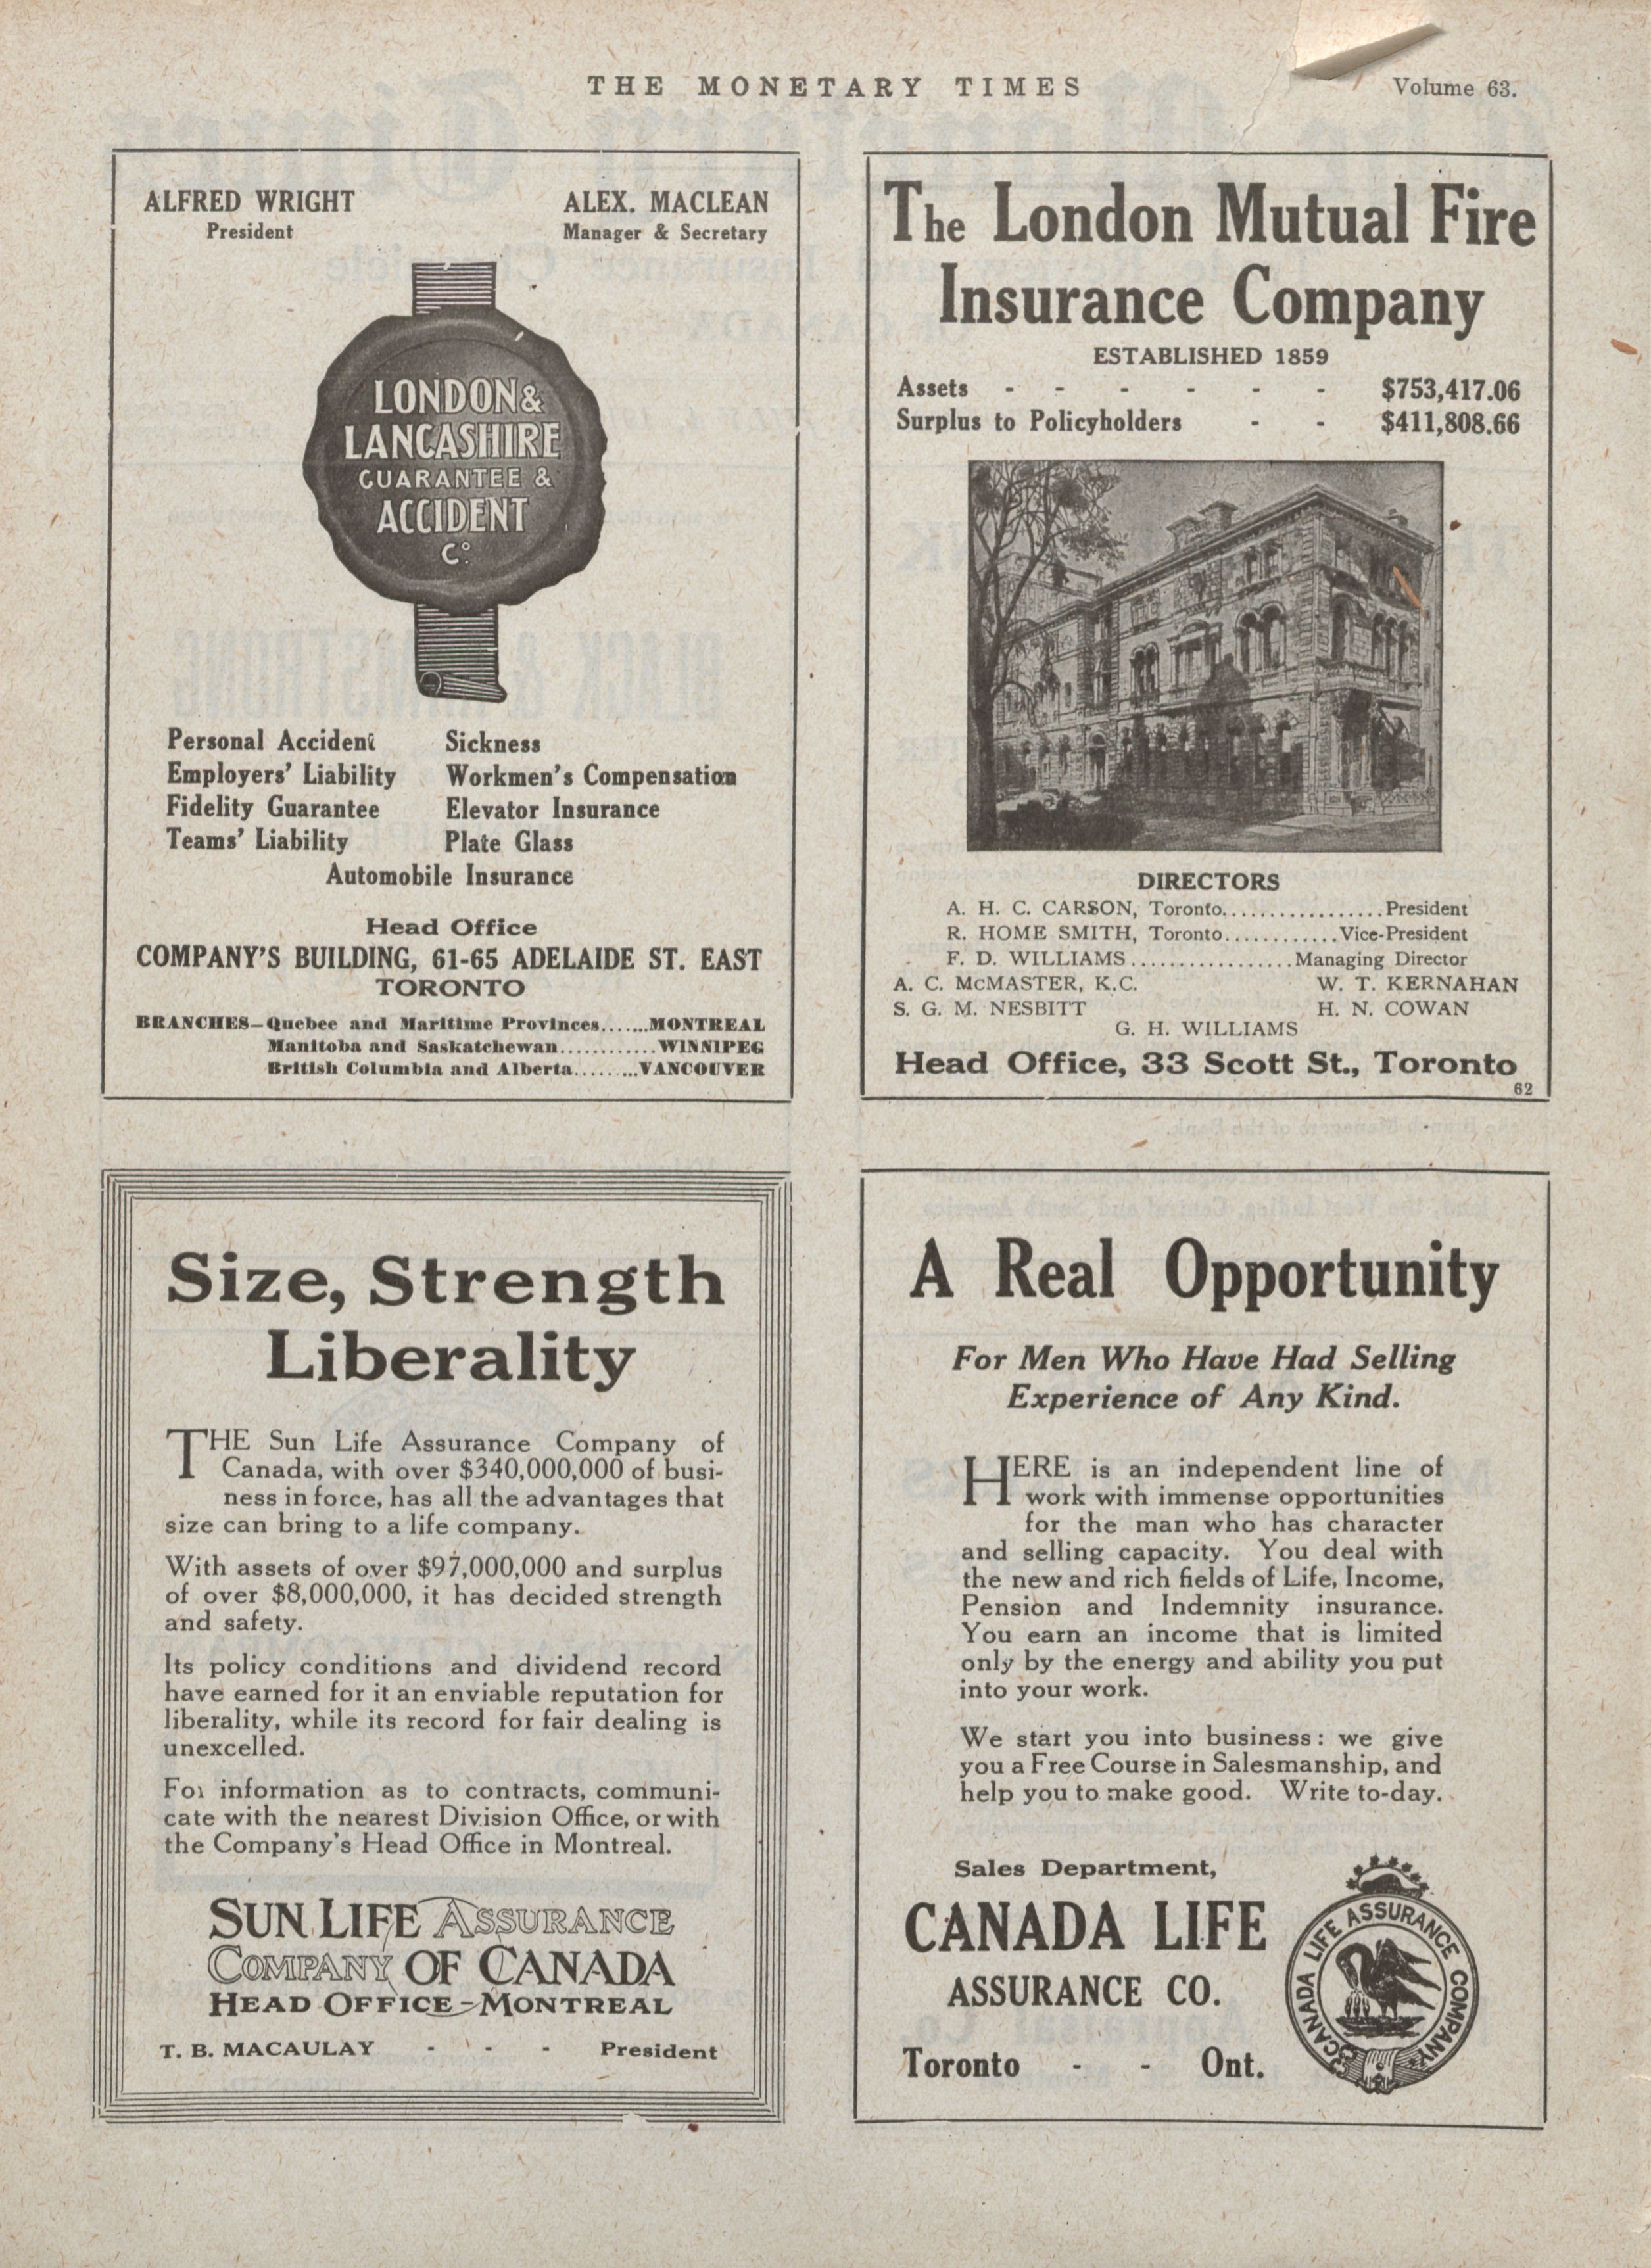 THE MONETARY TIMES
Volume 63.
ALFRED WRIGHT
President
ALEX. MACLEAN
Manager & Secretary
LONDON &
LANCASHIRE
GUARANTEE &
ACCIDENT
Co.
Personal Accident Sickness
Employers' Liability Workmen's Compensation
Fidelity Guarantee Elevator Insurance
Teams' Liability Plate Glass
Automobile Insurance
Head Office
COMPANY'S BUILDING, 61-65 ADELAIDE ST. EAST
TORONTO
BRANCHES—Quebec and Maritime Provinces.......MONTREAL
Manitoba and Saskatchewan............WINNIPEG
British Columbia and Alberta.........VANCOUVER
The London Mutual Fire
Insurance Company
ESTABLISHED 1859
Assets - - - - - - $753,417.06
Surplus to Policyholders - - $411,808.66
DIRECTORS
A. H. C. CARSON, Toronto..................President
R. HOME SMITH, Toronto............Vice-President
F. D. WILLIAMS.................Managing Director
A. C. McMASTER, K.C. W. T. KERNAHAN
S. G. M. NESBITT H. N. COWAN
G. H. WILLIAMS
Head Office, 33 Scott St., Toronto
62
Size, Strength
Liberality
THE Sun Life Assurance Company of
Canada, with over $340,000,000 of busi-
ness in force, has all the advantages that
size can bring to a life company.
With assets of over $97,000,000 and surplus
of over $8,000,000, it has decided strength
and safety.
Its policy conditions and dividend record
have earned for it an enviable reputation for
liberality, while its record for fair dealing is
unexcelled.
For information as to contracts, communi-
cate with the nearest Division Office, or with
the Company's Head Office in Montreal.
SUN LIFE ASSURANCE
COMPANY OF CANADA
HEAD OFFICE-MONTREAL
T. B. MACAULAY - - - President
A Real Opportunity
For Men Who Have Had Selling
Experience of Any Kind.
HERE is an independent line of
work with immense opportunities
for the man who has character
and selling capacity. You deal with
the new and rich fields of Life, Income,
Pension and Indemnity insurance.
You earn an income that is limited
only by the energy and ability you put
into your work.
We start you into business: we give
you a Free Course in Salesmanship, and
help you to make good. Write to-day.
Sales Department,
CANADA LIFE
ASSURANCE CO.
Toronto - - Ont.
CANADA LIFE ASSURANCE COMPANY